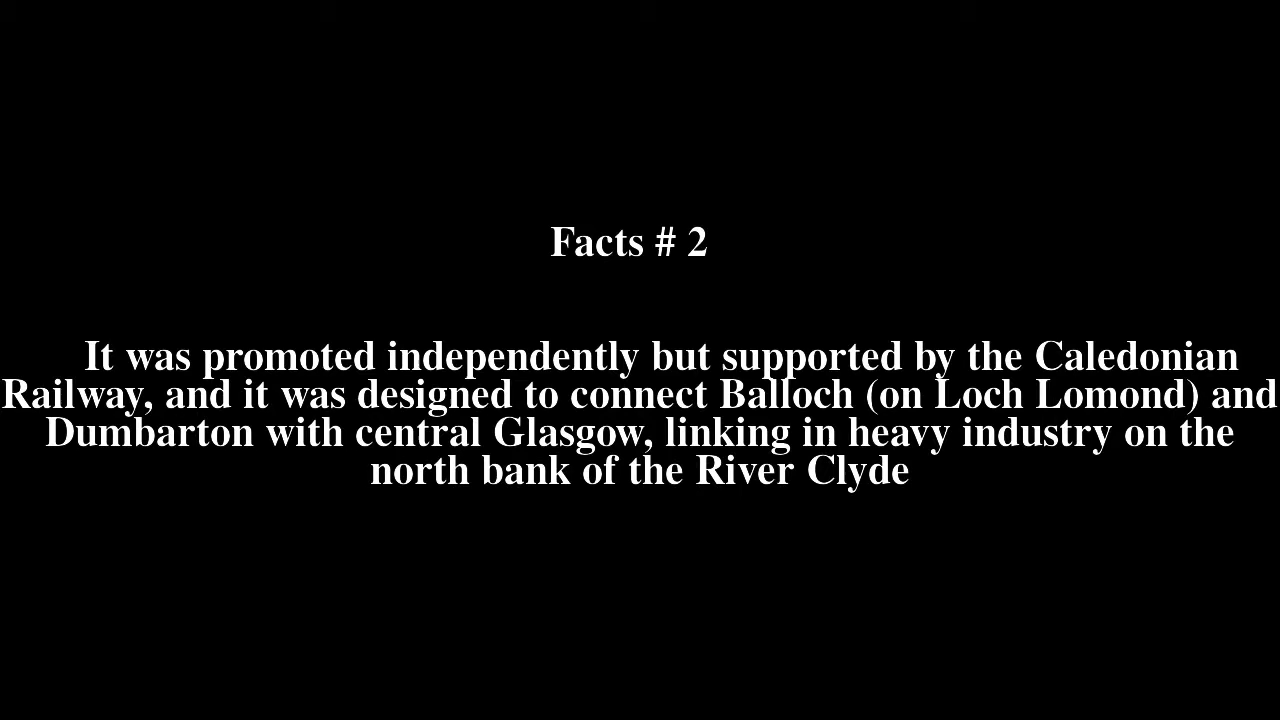 Facts # 2
It was promoted independently but supported by the Caledonian
Railway, and it was designed to connect Balloch (on Loch Lomond) and
Dumbarton with central Glasgow, linking in heavy industry on the
north bank of the River Clyde